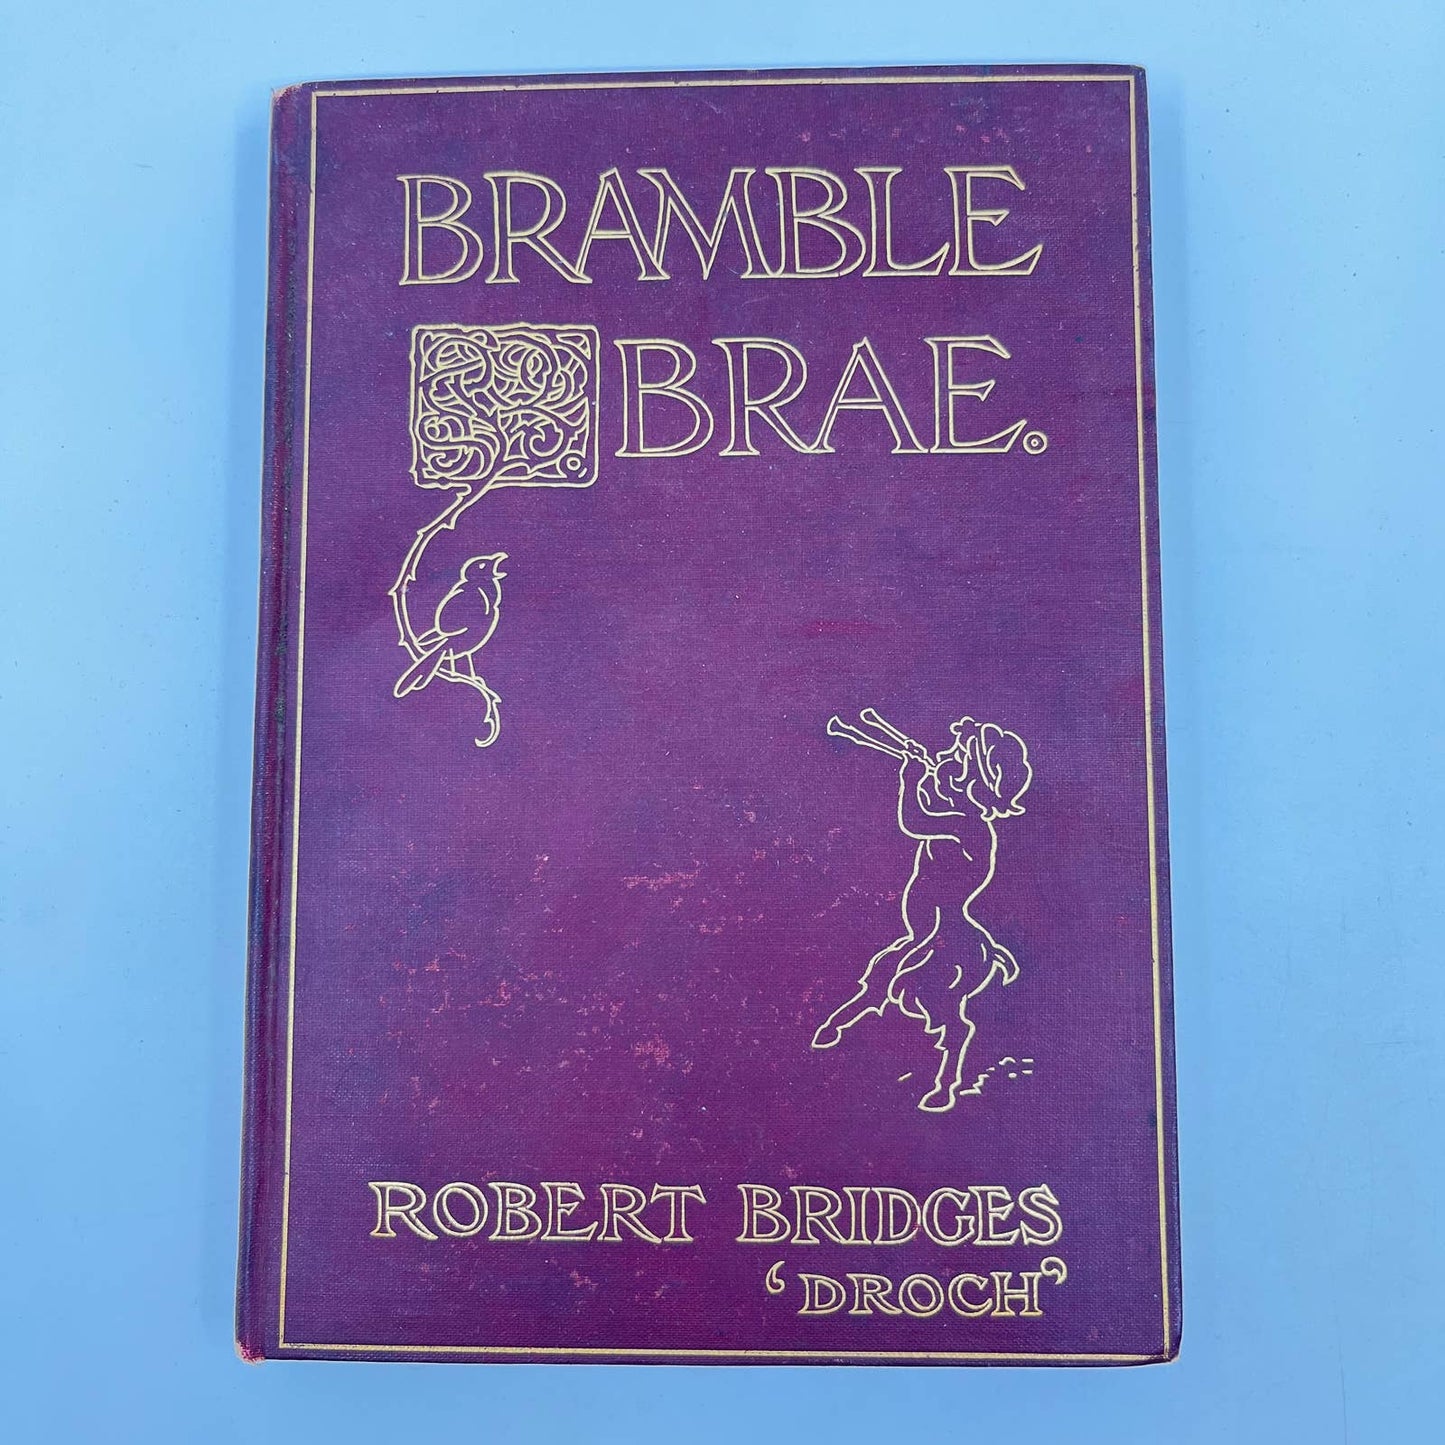 BRAMBLE
BRAE.
ROBERT BRIDGES
‘DROCH’